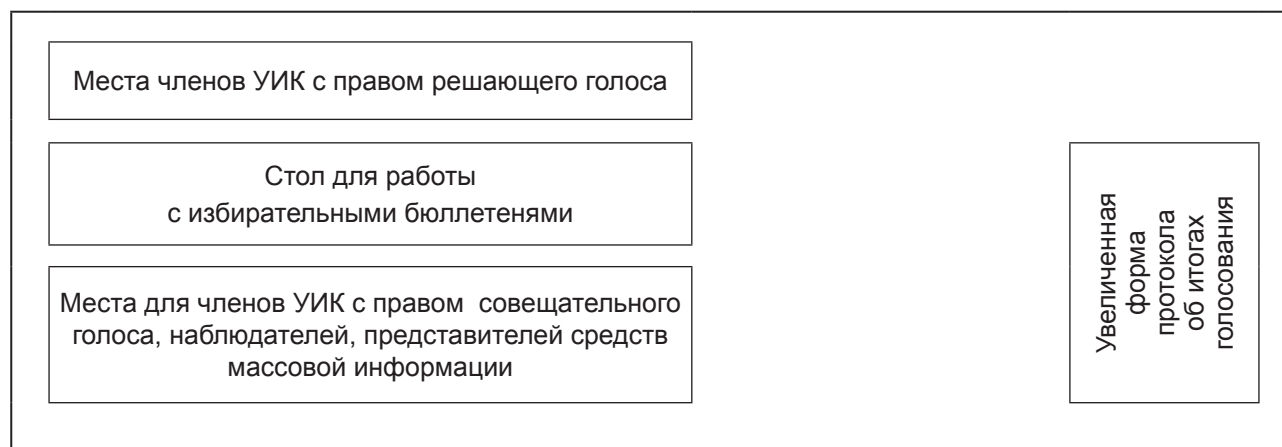 Места членов УИК с правом решающего голоса
Стол для работы
с избирательными бюллетенями
Места для членов УИК с правом совещательного
голоса, наблюдателей, представителей средств
массовой информации
Увеличенная
форма
протокола
об итогах
голосования